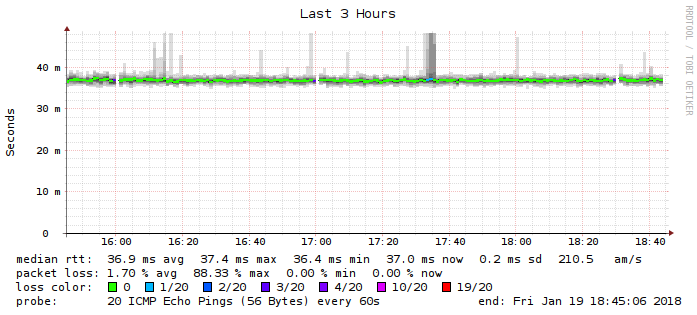 Last 3 Hours
RRDTOOL / TOBI OETIKER
Seconds
40 m
30 m
20 m
10 m
0
16:00 16:20 16:40 17:00 17:20 17:40 18:00 18:20 18:40
median rtt: 36.9 ms avg 37.4 ms max 36.4 ms min 37.0 ms now 0.2 ms sd 210.5 am/s
packet loss: 1.70 % avg 88.33 % max 0.00 % min 0.00 % now
loss color: 0 1/20 2/20 3/20 4/20 10/20 19/20
probe: 20 ICMP Echo Pings (56 Bytes) every 60s end: Fri Jan 19 18:45:06 2018